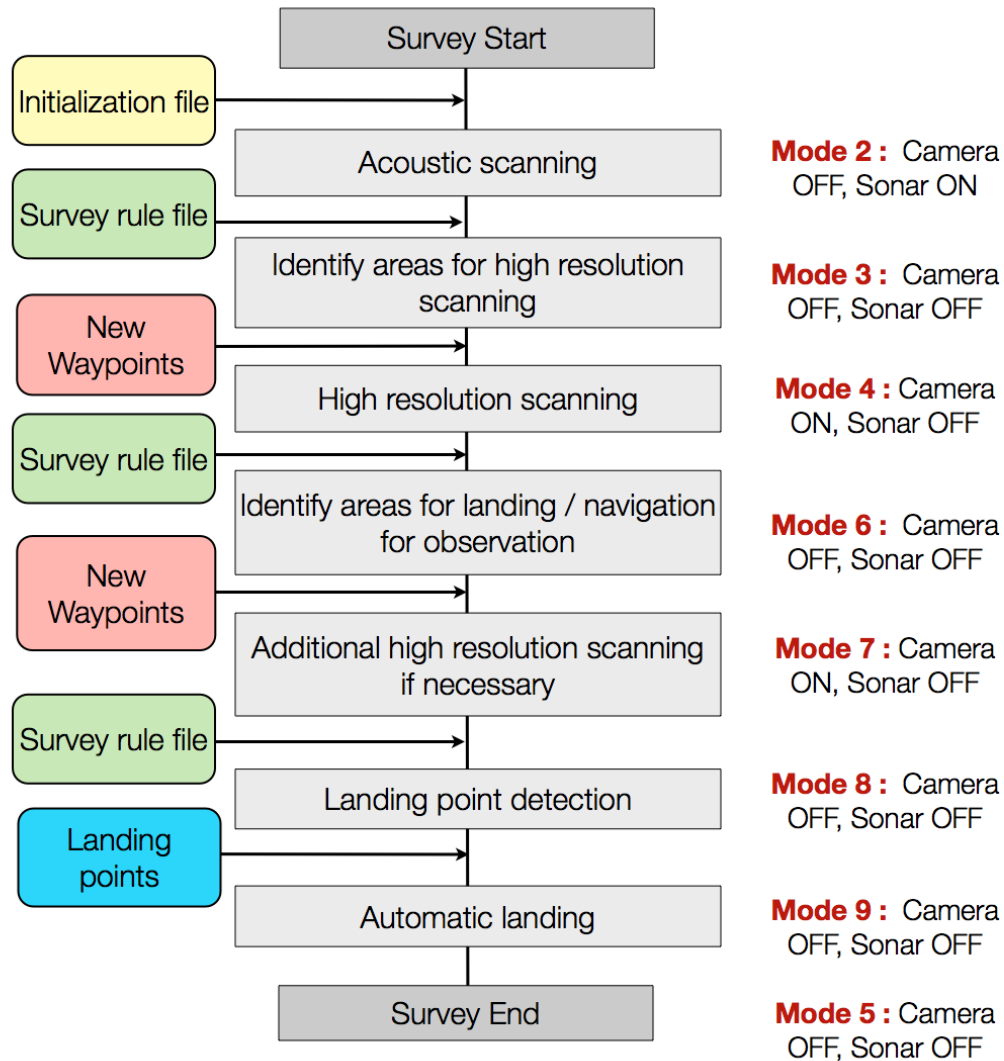 Survey Start
Initialization file
Acoustic scanning
Mode 2 : Camera
OFF, Sonar ON
Survey rule file
Identify areas for high resolution
scanning
Mode 3 : Camera
OFF, Sonar OFF
New
Waypoints
High resolution scanning
Mode 4 : Camera
ON, Sonar OFF
Survey rule file
Identify areas for landing / navigation
for observation
Mode 6 : Camera
OFF, Sonar OFF
New
Waypoints
Additional high resolution scanning
if necessary
Mode 7 : Camera
ON, Sonar OFF
Survey rule file
Landing point detection
Mode 8 : Camera
OFF, Sonar OFF
Landing
points
Automatic landing
Mode 9 : Camera
OFF, Sonar OFF
Survey End
Mode 5 : Camera
OFF, Sonar OFF